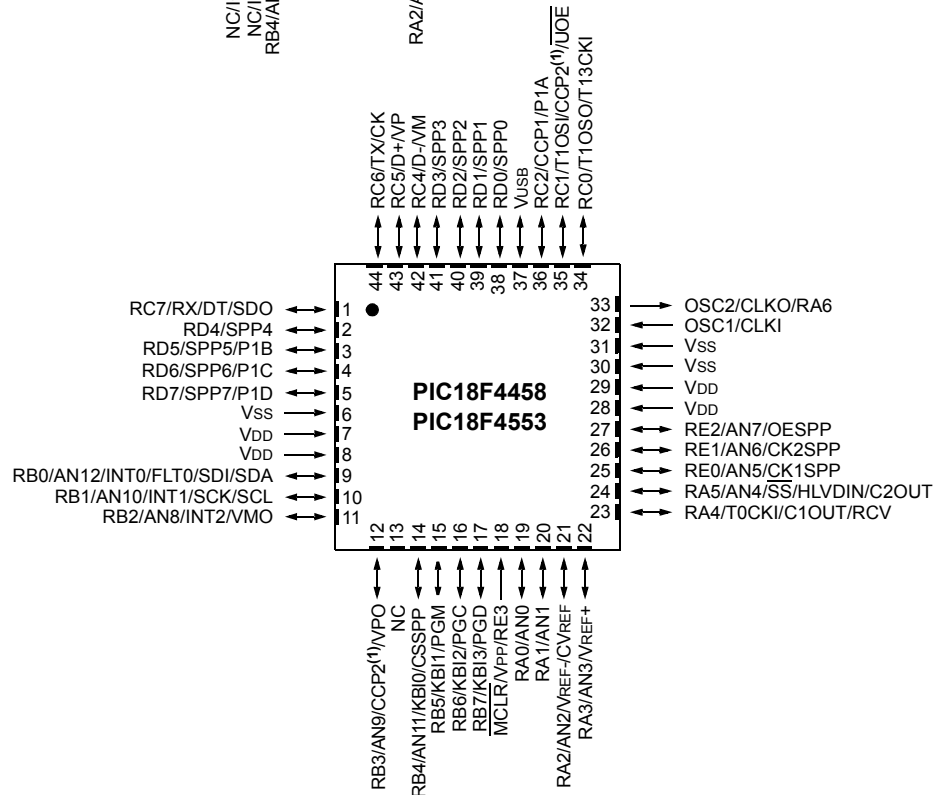 NC/I
NC/I
RB4/A
RA2/A
RC6/TX/CK
RC5/D+/VP
RC4/D-/VM
RD3/SPP3
RD2/SPP2
RD1/SPP1
RD0/SPP0
VUSB
RC2/CCP1/P1A
RC1/T1OSI/CCP2(1)/UOE
RC0/T1OSO/T13CKI
44
43
42
41
40
39
38
37
36
35
34
RC7/RX/DT/SDO 1
RD4/SPP4 2
RD5/SPP5/P1B 3
RD6/SPP6/P1C 4
RD7/SPP7/P1D 5
VSS 6
VDD 7
VDD 8
RB0/AN12/INT0/FLT0/SDI/SDA 9
RB1/AN10/INT1/SCK/SCL 10
RB2/AN8/INT2/VMO 11
PIC18F4458
PIC18F4553
33 OSC2/CLKO/RA6
32 OSC1/CLKI
31 VSS
30 VSS
29 VDD
28 VDD
27 RE2/AN7/OESPP
26 RE1/AN6/CK2SPP
25 RE0/AN5/CK1SPP
24 RA5/AN4/SS/HLVDIN/C2OUT
23 RA4/T0CKI/C1OUT/RCV
12
13
14
15
16
17
18
19
20
21
22
RB3/AN9/CCP2(1)/VPO
NC
RB4/AN11/KBI0/CSSPP
RB5/KBI1/PGM
RB6/KBI2/PGC
RB7/KBI3/PGD
MCLR/VPP/RE3
RA0/AN0
RA1/AN1
RA2/AN2/VREF-/CVREF
RA3/AN3/VREF+